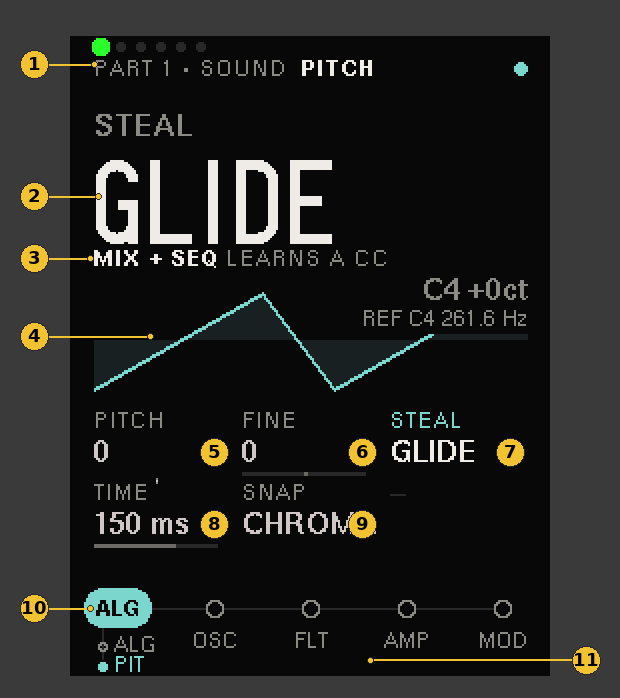 1 PART 1 · SOUND PITCH
STEAL
2 GLIDE
3 MIX + SEQ LEARNS A CC
C4 +0ct
REF C4 261.6 Hz
4
PITCH FINE STEAL
0 5 0 6 GLIDE 7
TIME SNAP —
150 ms 8 CHROM 9
10 ALG
OSC FLT AMP MOD
ALG
PIT
11